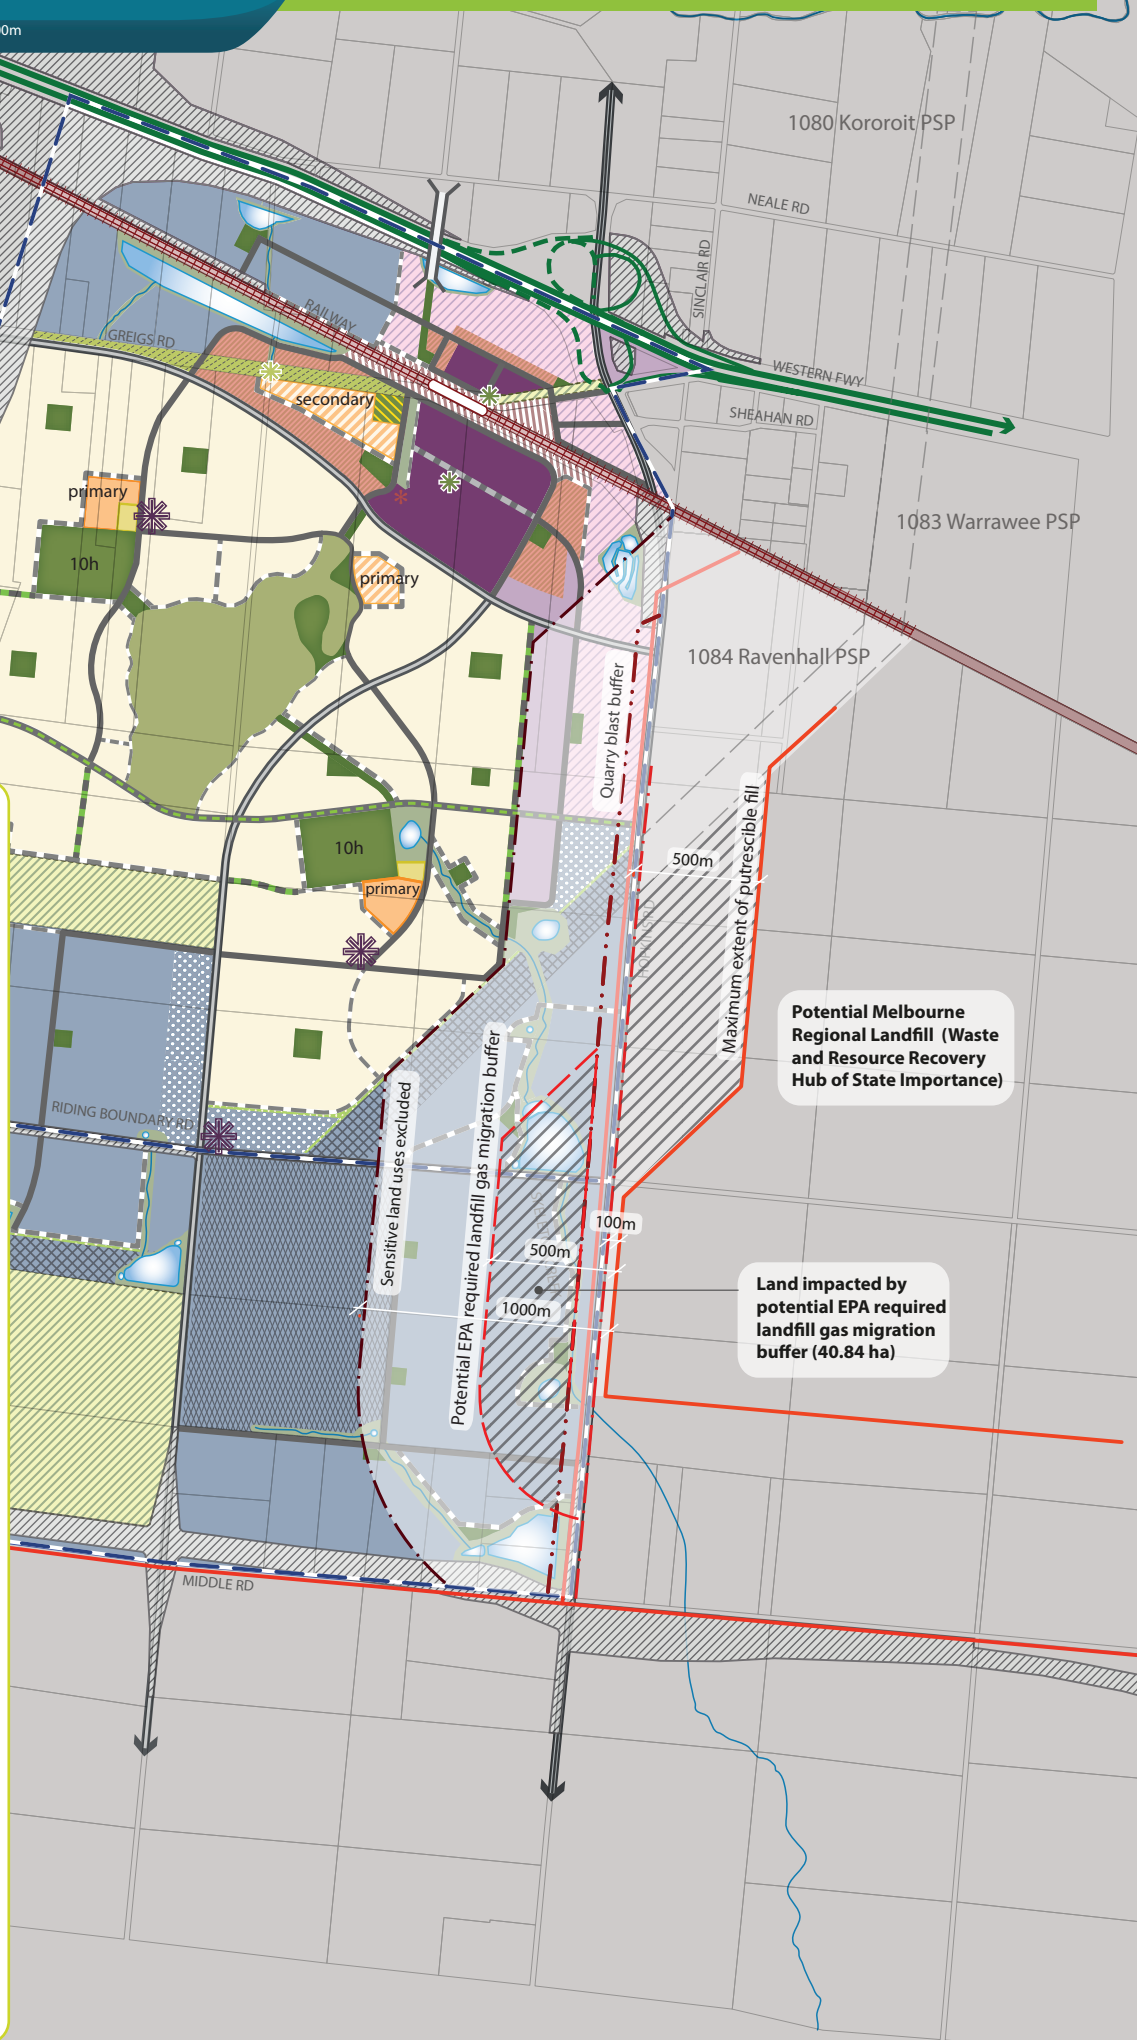 0m
1080 Kororoit PSP
NEALE RD
SINCLAIR RD
RAILWAY
GREIGS RD
WESTERN FWY
secondary
SHEAHAN RD
primary
1083 Warrawee PSP
10h
primary
1084 Ravenhall PSP
Quarry blast buffer
500m
Maximum extent of putrescible fill
10h
primary
HOPKINS RD
Potential Melbourne
Regional Landfill (Waste
and Resource Recovery
Hub of State Importance)
RIDING BOUNDARY RD
Sensitive land uses excluded
Potential EPA required landfill gas migration buffer
100m
500m
1000m
Land impacted by
potential EPA required
landfill gas migration
buffer (40.84 ha)
MIDDLE RD